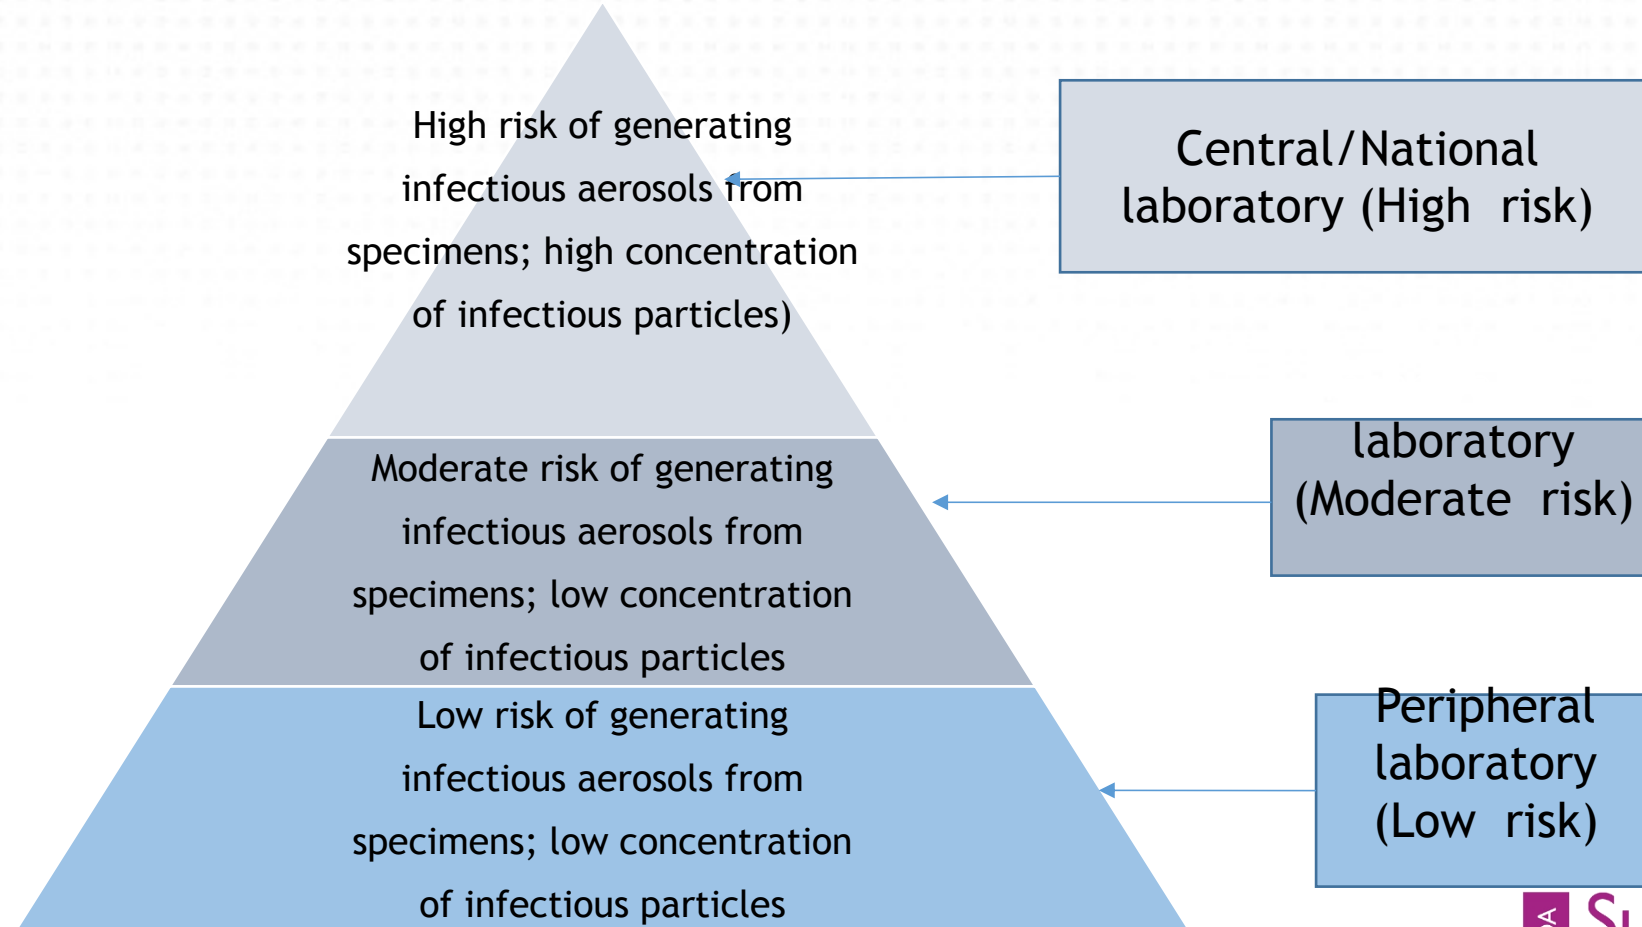 High risk of generating
infectious aerosols from
specimens; high concentration
of infectious particles)
Central/National
laboratory (High risk)
Moderate risk of generating
infectious aerosols from
specimens; low concentration
of infectious particles
laboratory
(Moderate risk)
Low risk of generating
infectious aerosols from
specimens; low concentration
of infectious particles
Peripheral
laboratory
(Low risk)